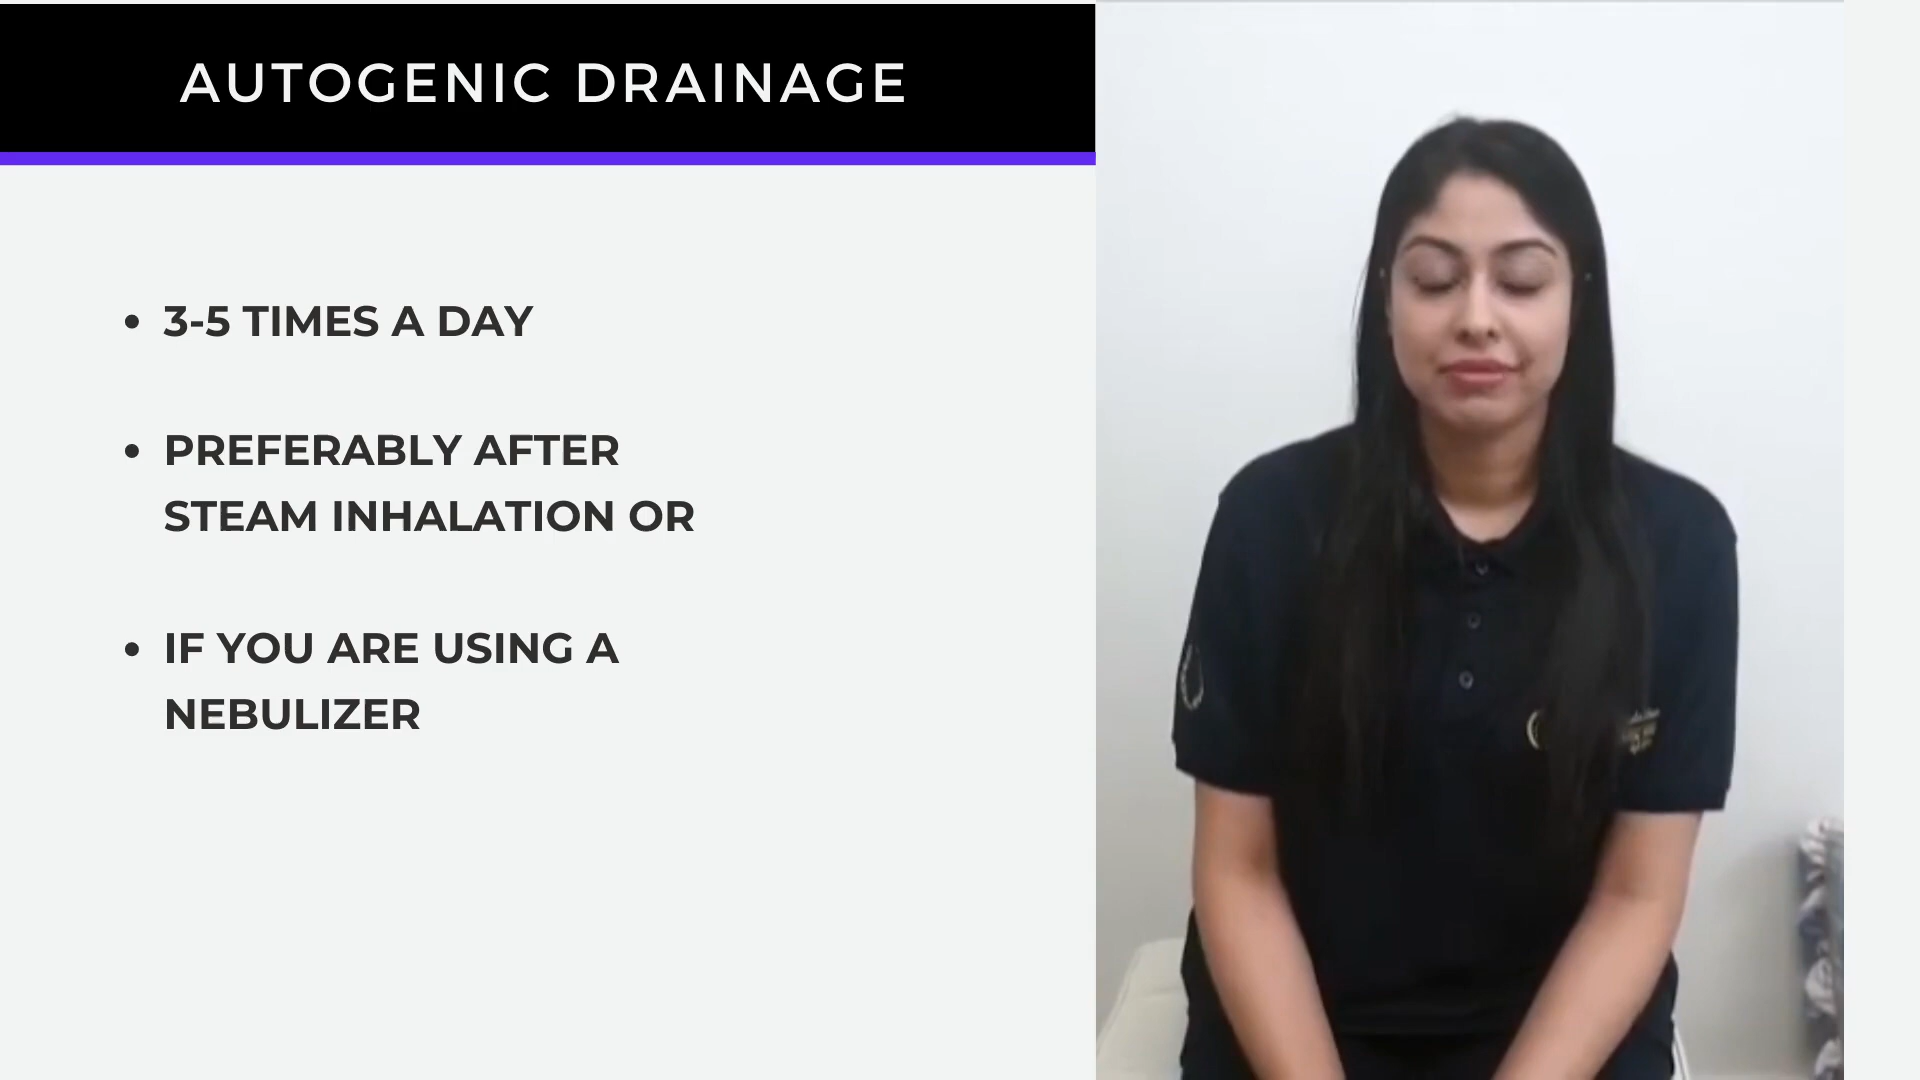 AUTOGENIC DRAINAGE
• 3-5 TIMES A DAY
• PREFERABLY AFTER
STEAM INHALATION OR
• IF YOU ARE USING A
NEBULIZER